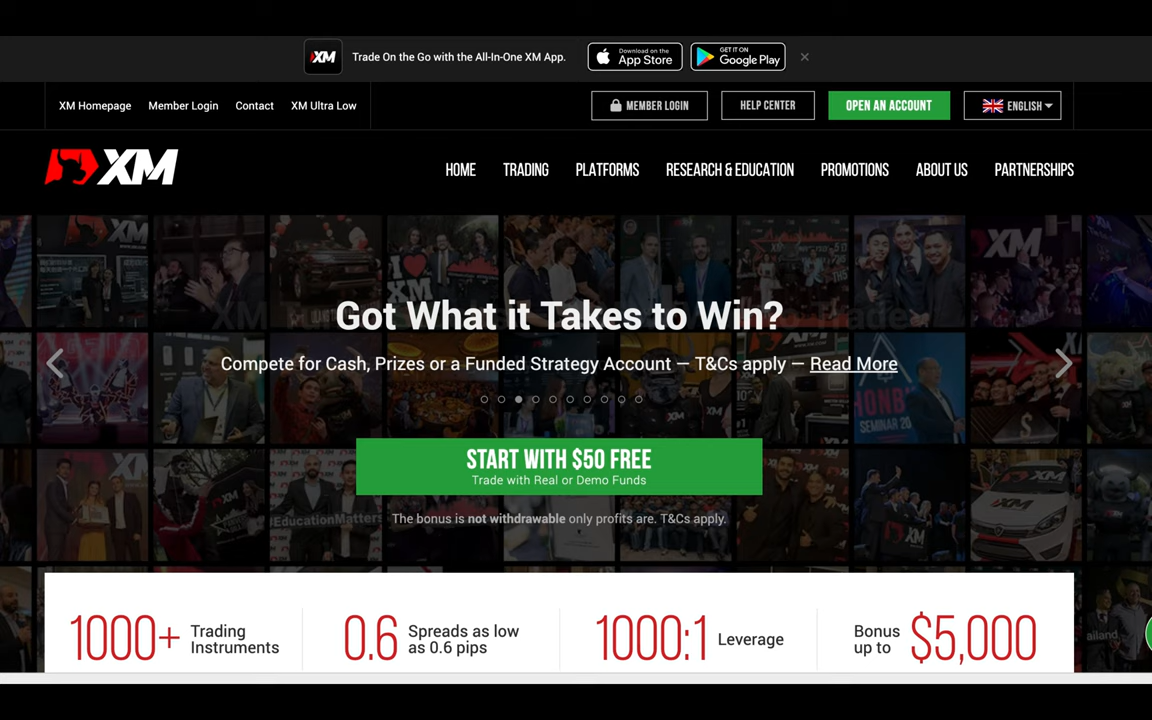 XM
Trade On the Go with the All-In-One XM App.
Download on the
App Store
GET IT ON
Google Play
XM Homepage
Member Login
Contact
XM Ultra Low
MEMBER LOGIN
HELP CENTER
OPEN AN ACCOUNT
ENGLISH
XM
HOME
TRADING
PLATFORMS
RESEARCH & EDUCATION
PROMOTIONS
ABOUT US
PARTNERSHIPS
Got What it Takes to Win?
Compete for Cash, Prizes or a Funded Strategy Account — T&Cs apply — Read More
START WITH $50 FREE
Trade with Real or Demo Funds
#EducationMatters
The bonus is not withdrawable only profits are. T&Cs apply.
SEMINAR 20
1000+
Trading
Instruments
0.6
Spreads as low
as 0.6 pips
1000:1
Leverage
Bonus
up to
$5,000